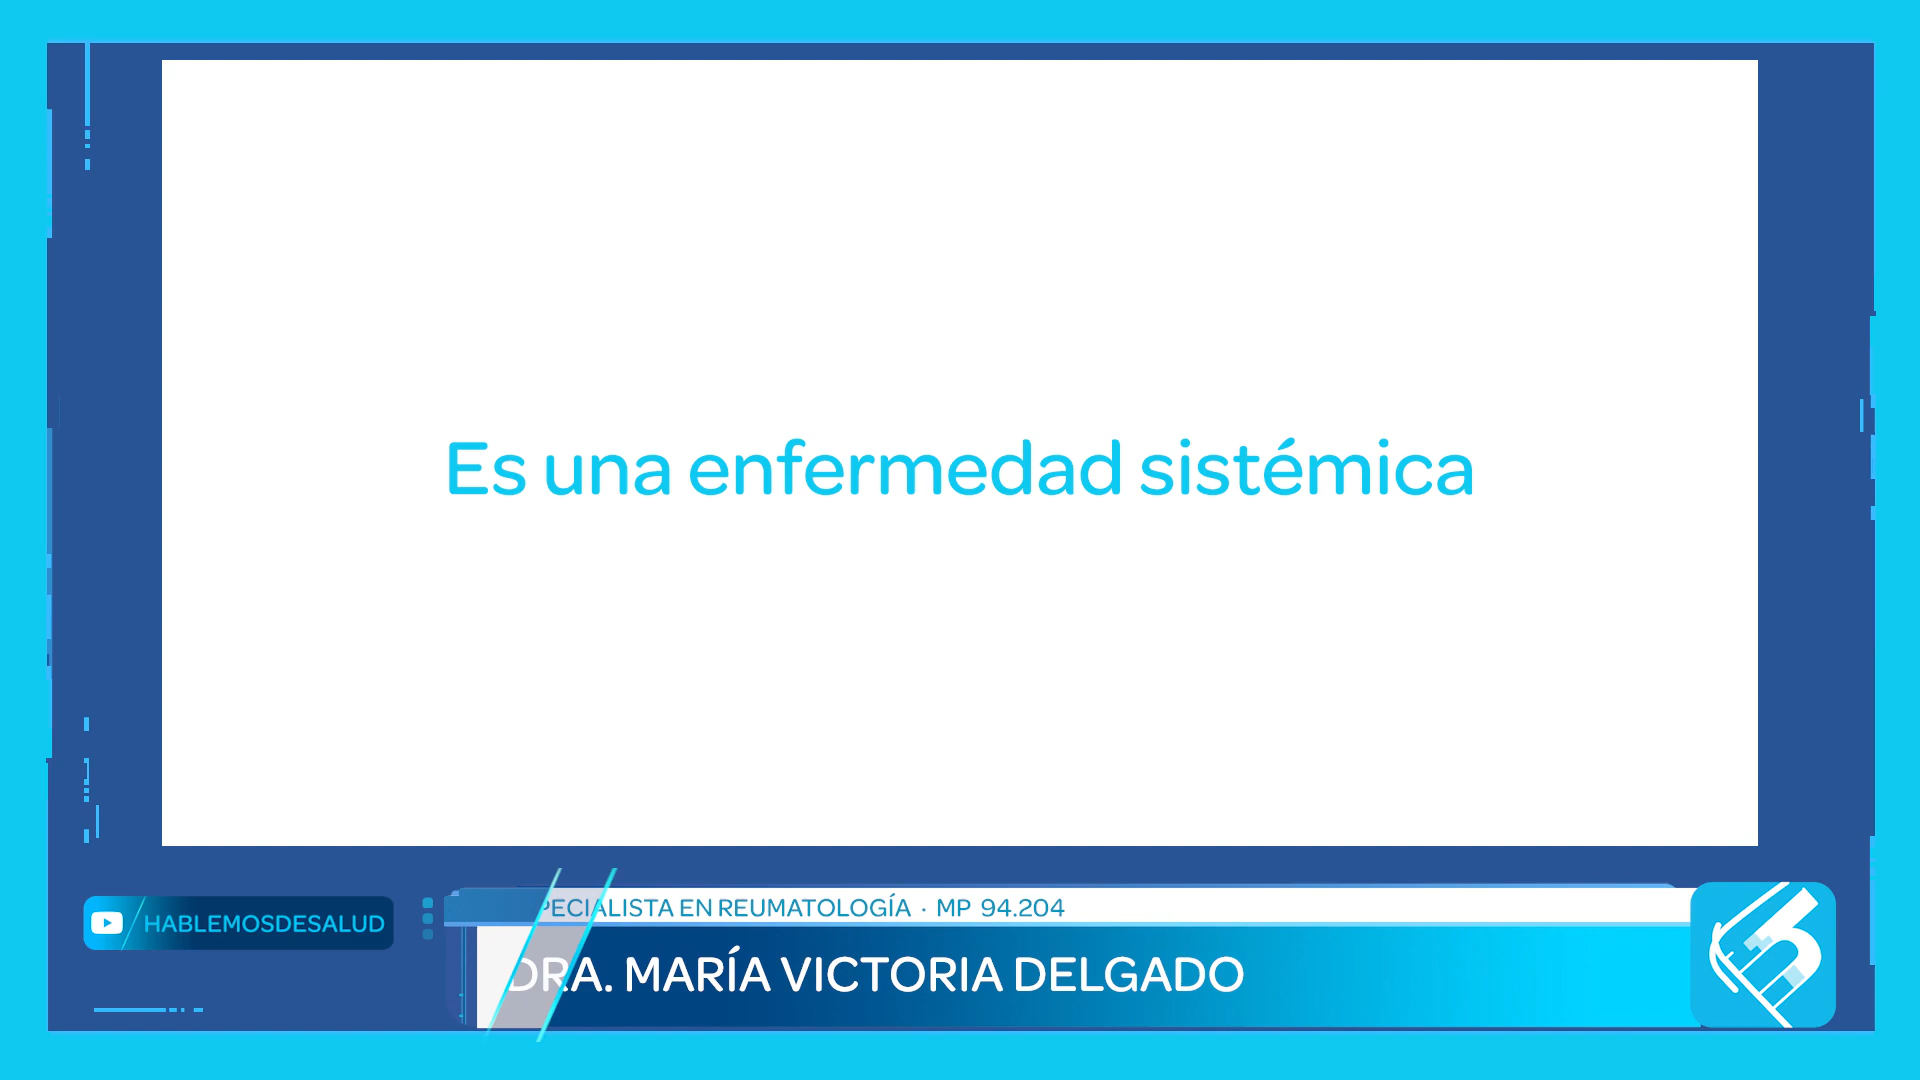 Es una enfermedad sistémica
HABLEMOSDESALUD
PECIALISTA EN REUMATOLOGÍA · MP 94.204
DRA. MARÍA VICTORIA DELGADO